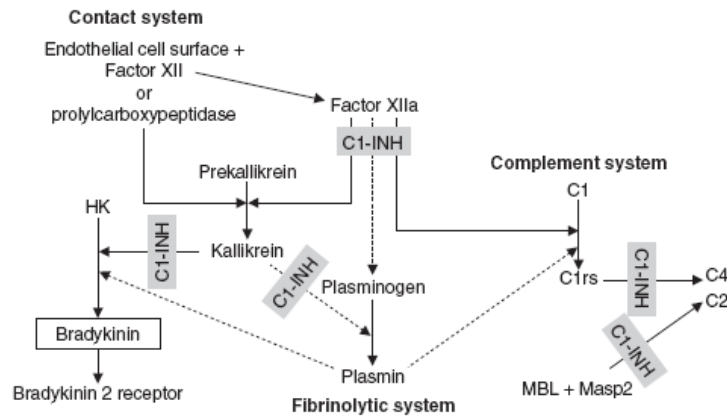 Contact system
Endothelial cell surface +
Factor XII
or
prolylcarboxypeptidase
Factor XIIa
C1-INH
Complement system
Prekallikrein
C1
HK
C1-INH
Kallikrein
C1-INH
Plasminogen
C1rs
C1-INH
C4
C2
C1-INH
Bradykinin
Plasmin
MBL + Masp2
Bradykinin 2 receptor
Fibrinolytic system